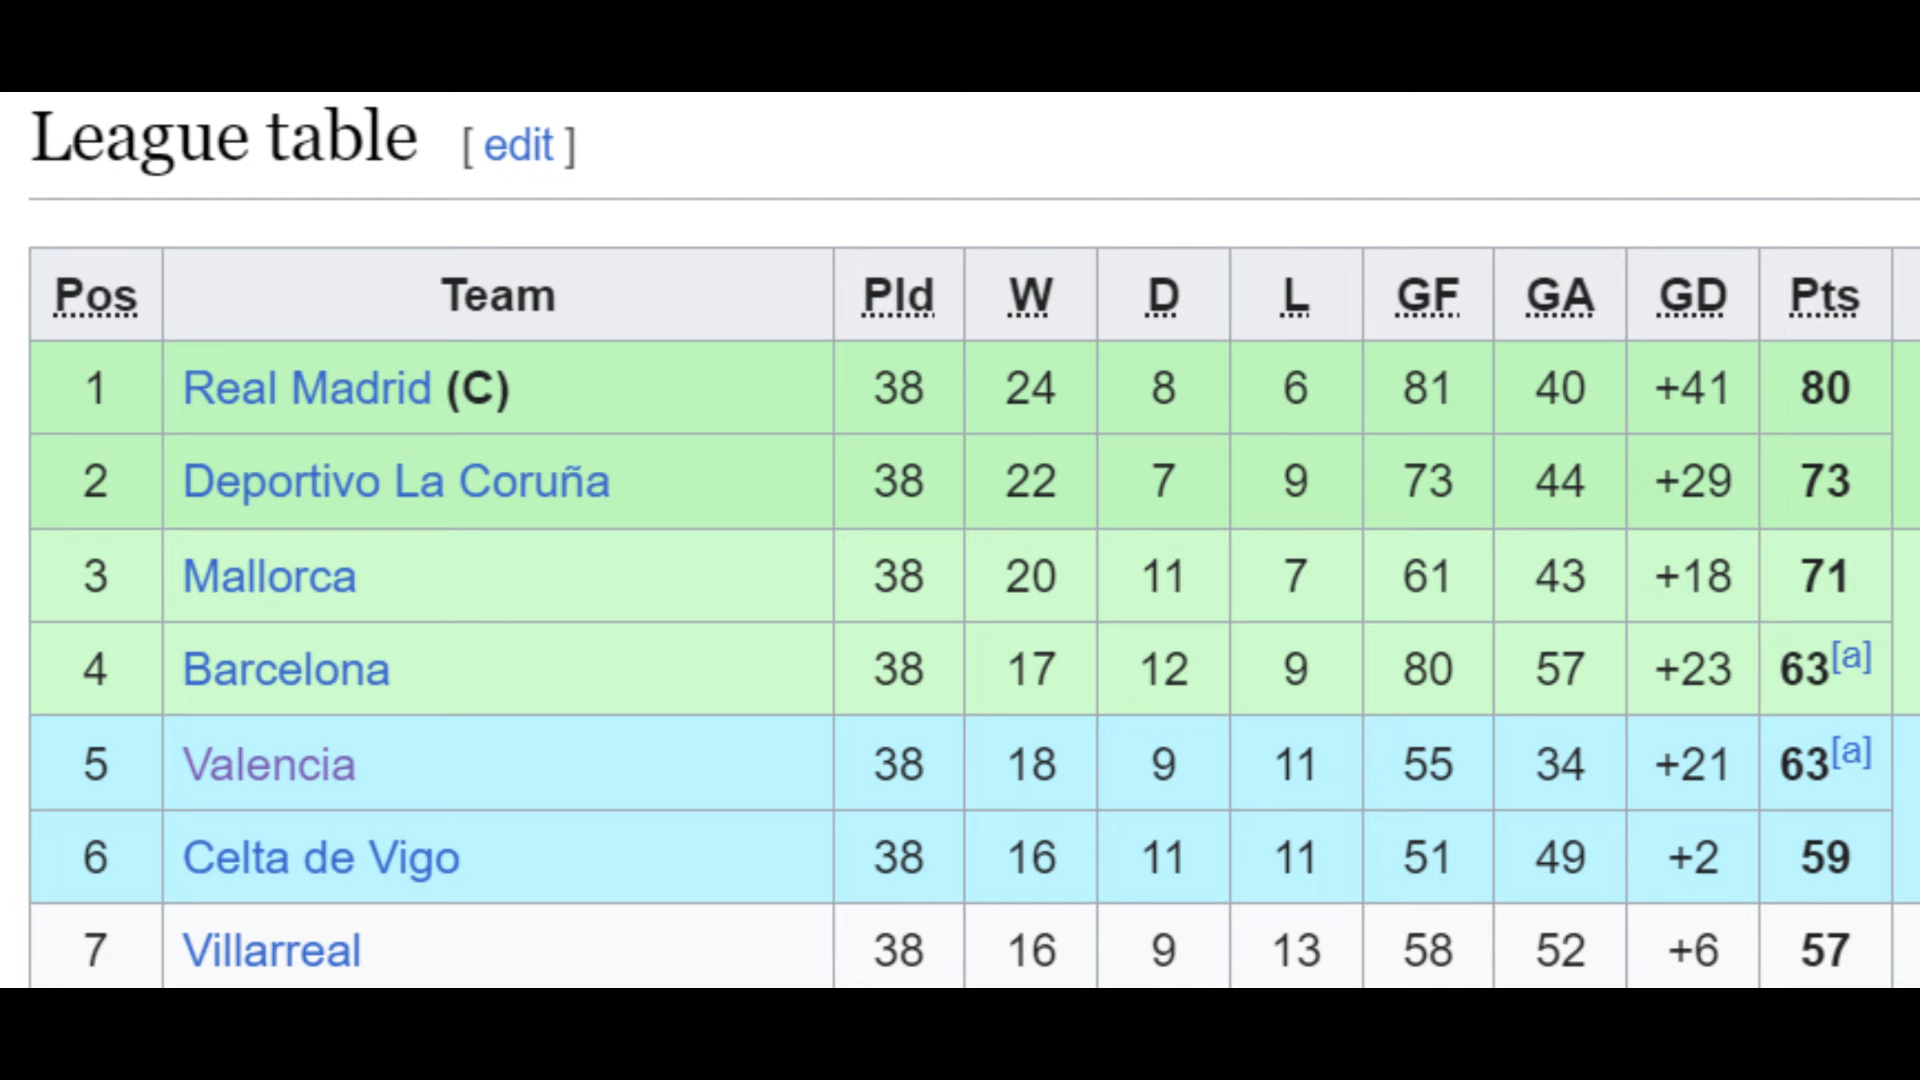 League table [ edit ]
Pos Team Pld W D L GF GA GD Pts
1 Real Madrid (C) 38 24 8 6 81 40 +41 80
2 Deportivo La Coruña 38 22 7 9 73 44 +29 73
3 Mallorca 38 20 11 7 61 43 +18 71
4 Barcelona 38 17 12 9 80 57 +23 63[a]
5 Valencia 38 18 9 11 55 34 +21 63[a]
6 Celta de Vigo 38 16 11 11 51 49 +2 59
7 Villarreal 38 16 9 13 58 52 +6 57